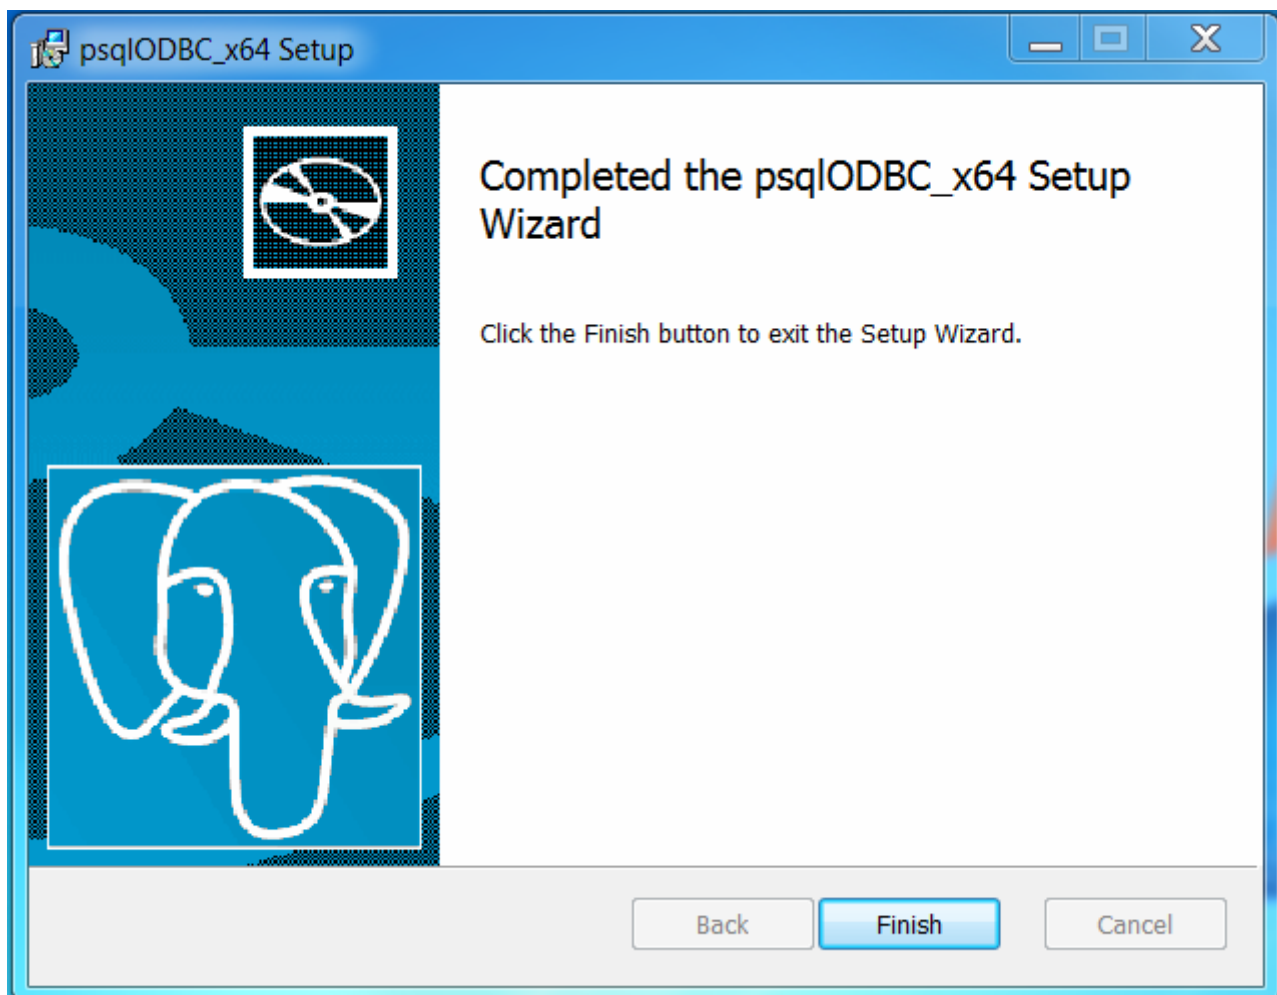 psqlODBC_x64 Setup
Completed the psqlODBC_x64 Setup
Wizard
Click the Finish button to exit the Setup Wizard.
Back
Finish
Cancel